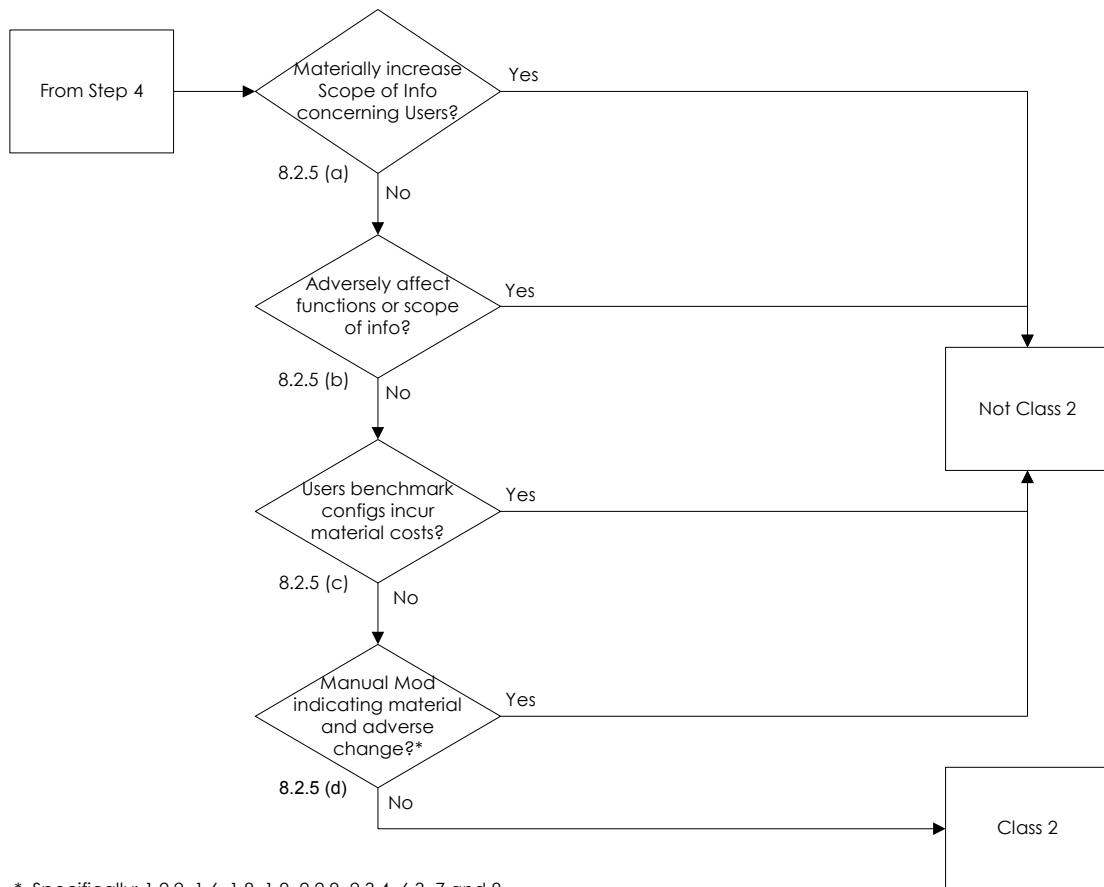 From Step 4
Materially increase
Scope of Info
concerning Users?
Yes
8.2.5 (a)
No
Adversely affect
functions or scope
of info?
Yes
8.2.5 (b)
No
Not Class 2
Users benchmark
configs incur
material costs?
Yes
8.2.5 (c)
No
Manual Mod
indicating material
and adverse
change?*
Yes
8.2.5 (d)
No
Class 2
* Specifically: